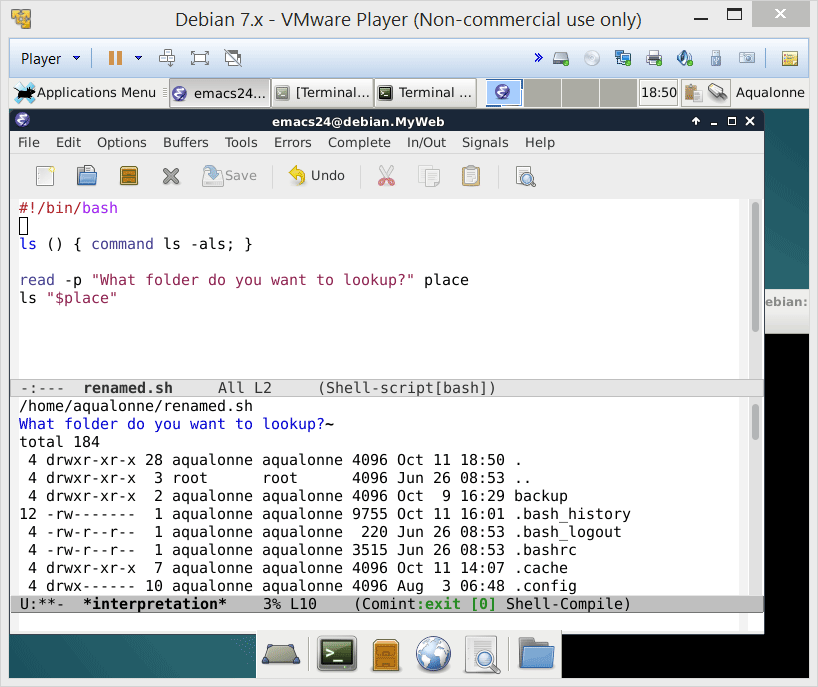 Debian 7.x - VMware Player (Non-commercial use only)
Player
Applications Menu emacs24... [Terminal... Terminal ... 18:50 Aqualonne
emacs24@debian.MyWeb
File Edit Options Buffers Tools Errors Complete In/Out Signals Help
Save Undo
#!/bin/bash
ls () { command ls -als; }
read -p "What folder do you want to lookup?" place
ls "$place"
ebian:
-:--- renamed.sh All L2 (Shell-script[bash])
/home/aqualonne/renamed.sh
What folder do you want to lookup?~
total 184
4 drwxr-xr-x 28 aqualonne aqualonne 4096 Oct 11 18:50 .
4 drwxr-xr-x 3 root root 4096 Jun 26 08:53 ..
4 drwxr-xr-x 2 aqualonne aqualonne 4096 Oct 9 16:29 backup
12 -rw------- 1 aqualonne aqualonne 9755 Oct 11 16:01 .bash_history
4 -rw-r--r-- 1 aqualonne aqualonne 220 Jun 26 08:53 .bash_logout
4 -rw-r--r-- 1 aqualonne aqualonne 3515 Jun 26 08:53 .bashrc
4 drwxr-xr-x 7 aqualonne aqualonne 4096 Oct 11 14:07 .cache
4 drwx------ 10 aqualonne aqualonne 4096 Aug 3 06:48 .config
U:**- *interpretation* 3% L10 (Comint:exit [0] Shell-Compile)